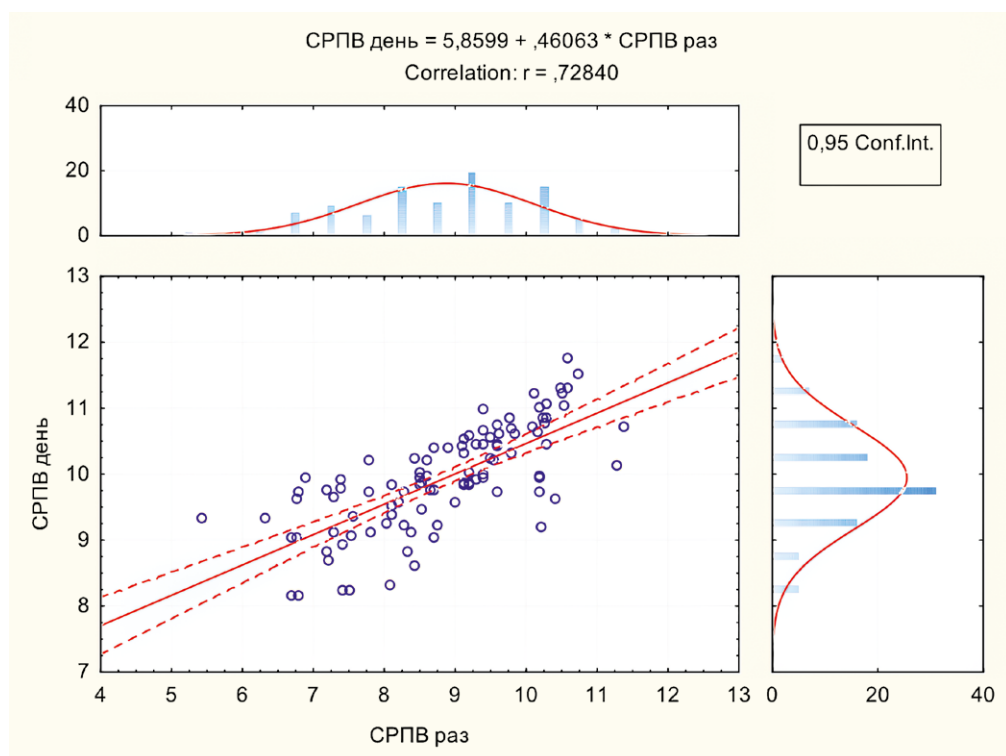 СРПВ день = 5,8599 + ,46063 * СРПВ раз
Correlation: r = ,72840
40
20
0
0,95 Conf.Int.
13
12
11
10
9
8
7
СРПВ день
4 5 6 7 8 9 10 11 12 13
СРПВ раз
0 20 40